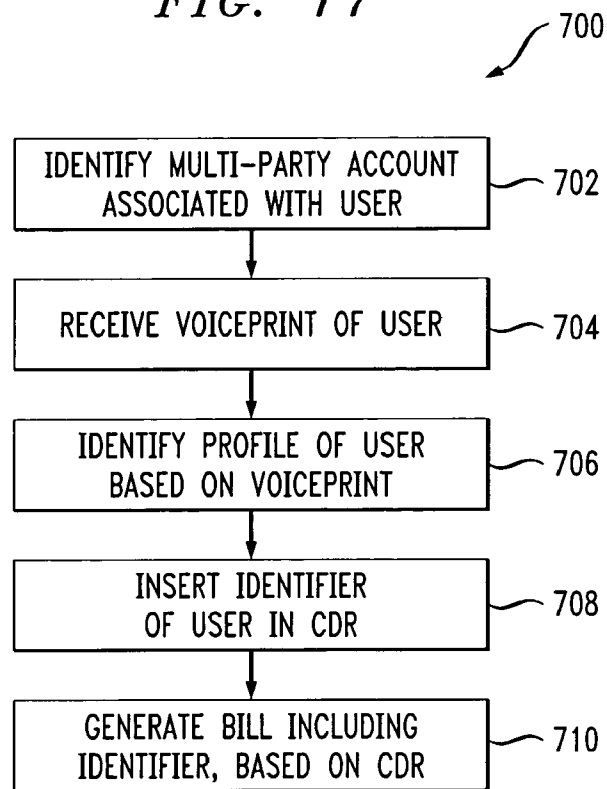 FIG.
700
IDENTIFY MULTI-PARTY ACCOUNT
ASSOCIATED WITH USER
702
RECEIVE VOICEPRINT OF USER
704
IDENTIFY PROFILE OF USER
BASED ON VOICEPRINT
706
INSERT IDENTIFIER
OF USER IN CDR
708
GENERATE BILL INCLUDING
IDENTIFIER, BASED ON CDR
710